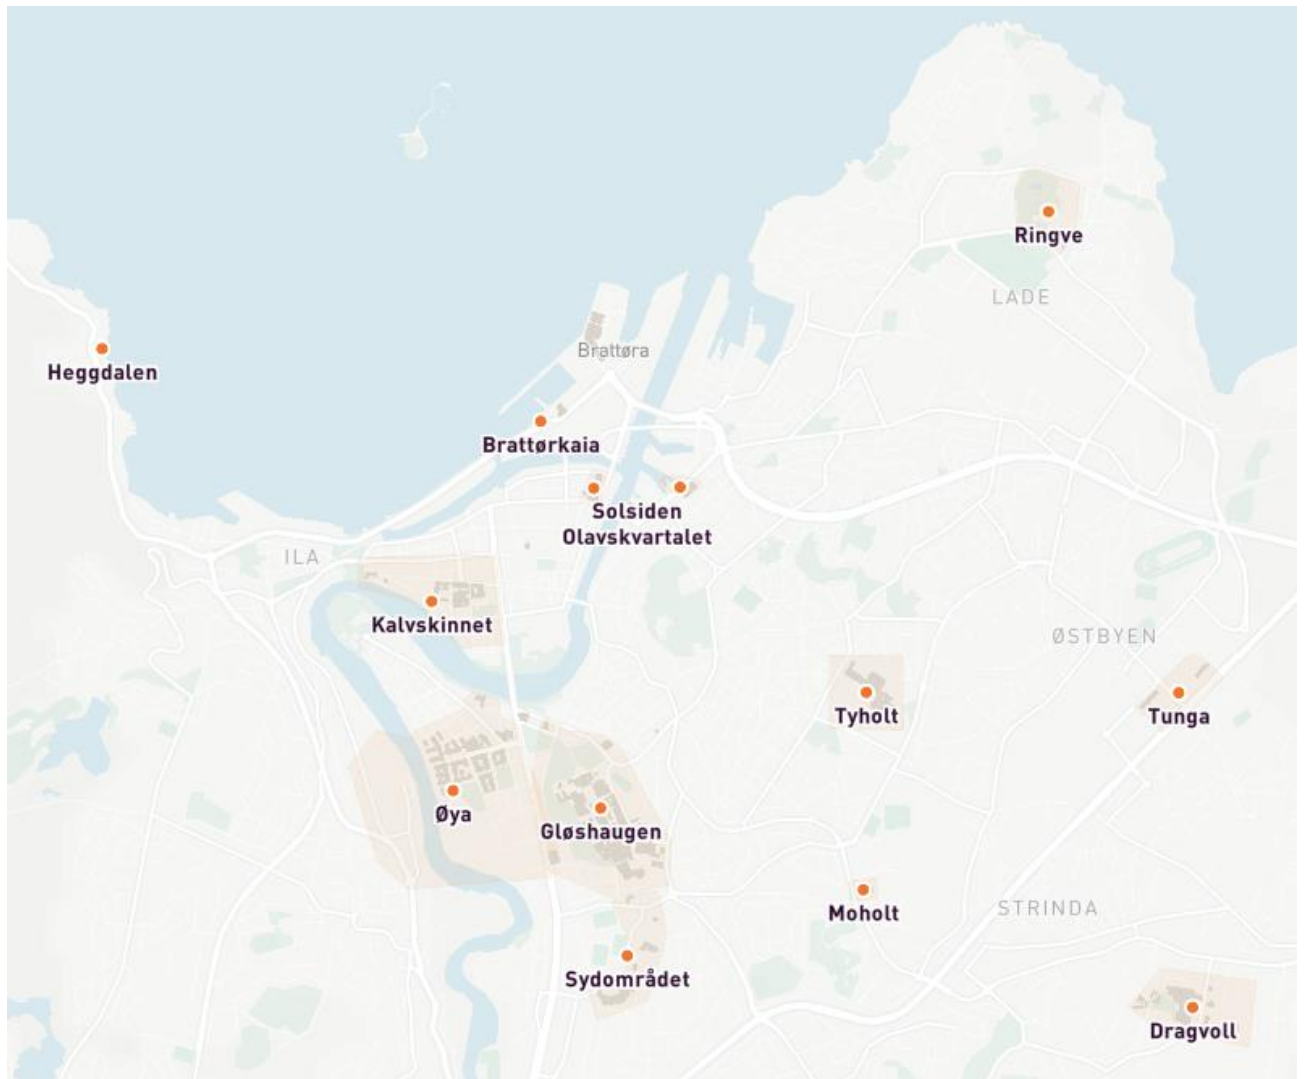 Ringve
LADE
Brattøra
Heggdalen
Brattørkaia
Solsiden
Olavskvartalet
ILA
Kalvskinnet
ØSTBYEN
Tyholt
Tunga
Øya
Gløshaugen
Moholt
STRINDA
Sydområdet
Dragvoll